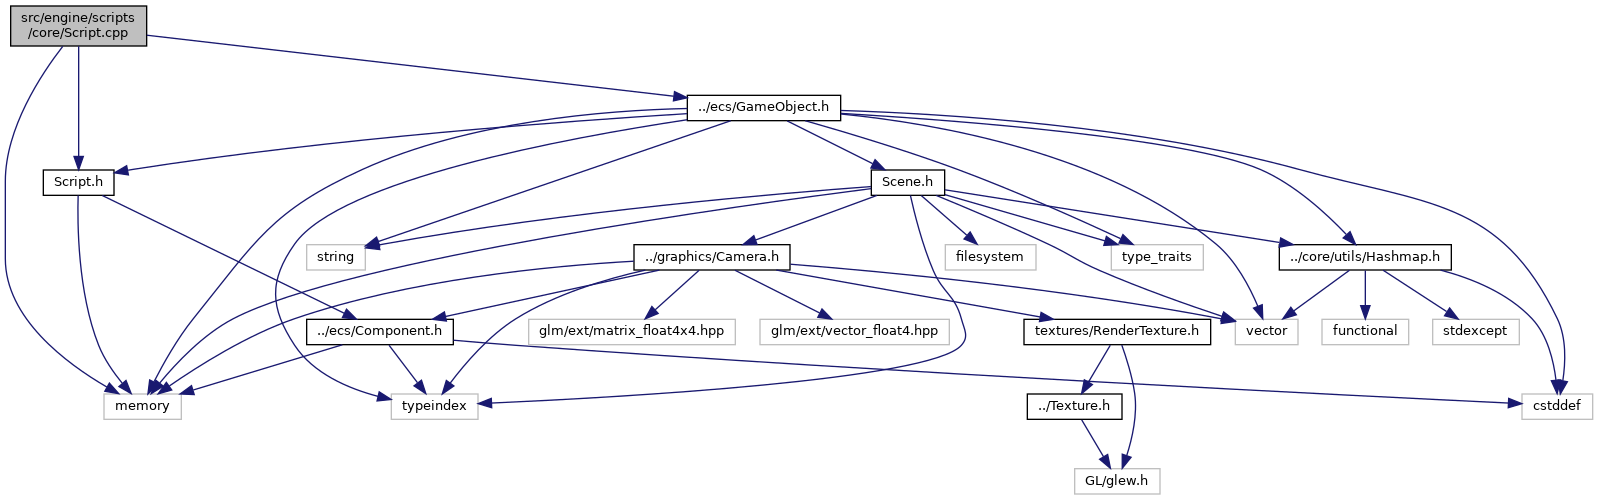 src/engine/scripts
/core/Script.cpp
../ecs/GameObject.h
Script.h
Scene.h
string
../graphics/Camera.h
filesystem
type_traits
../core/utils/Hashmap.h
../ecs/Component.h
glm/ext/matrix_float4x4.hpp
glm/ext/vector_float4.hpp
textures/RenderTexture.h
vector
functional
stdexcept
memory
typeindex
../Texture.h
cstddef
GL/glew.h